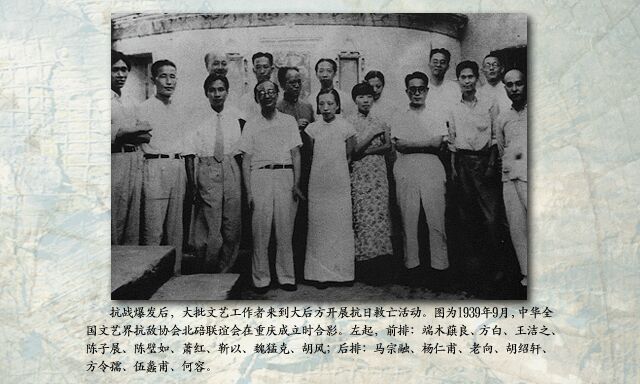 抗战爆发后，大批文艺工作者来到大后方开展抗日救亡活动。图为1939年9月，中华全
国文艺界抗敌协会北碚联谊会在重庆成立时合影。左起，前排：端木蕻良、方白、王洁之、
陈子展、陈璧如、萧红、靳以、魏猛克、胡风；后排：马宗融、杨仁甫、老向、胡绍轩、
方令孺、伍蠡甫、何容。